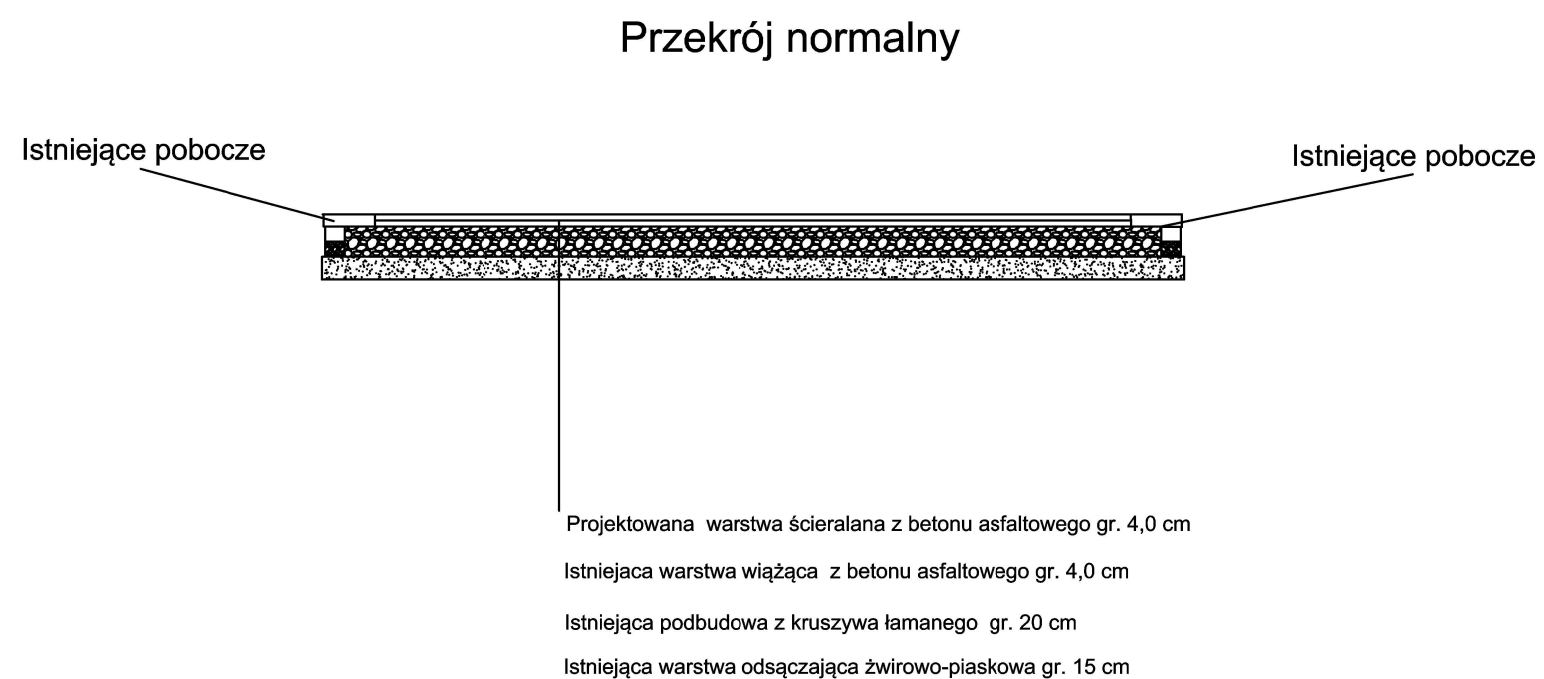 Przekrój normalny
Istniejące pobocze
Istniejące pobocze
Projektowana warstwa ścieralana z betonu asfaltowego gr. 4,0 cm
Istniejaca warstwa wiążąca z betonu asfaltowego gr. 4,0 cm
Istniejąca podbudowa z kruszywa łamanego gr. 20 cm
Istniejąca warstwa odsączająca żwirowo-piaskowa gr. 15 cm